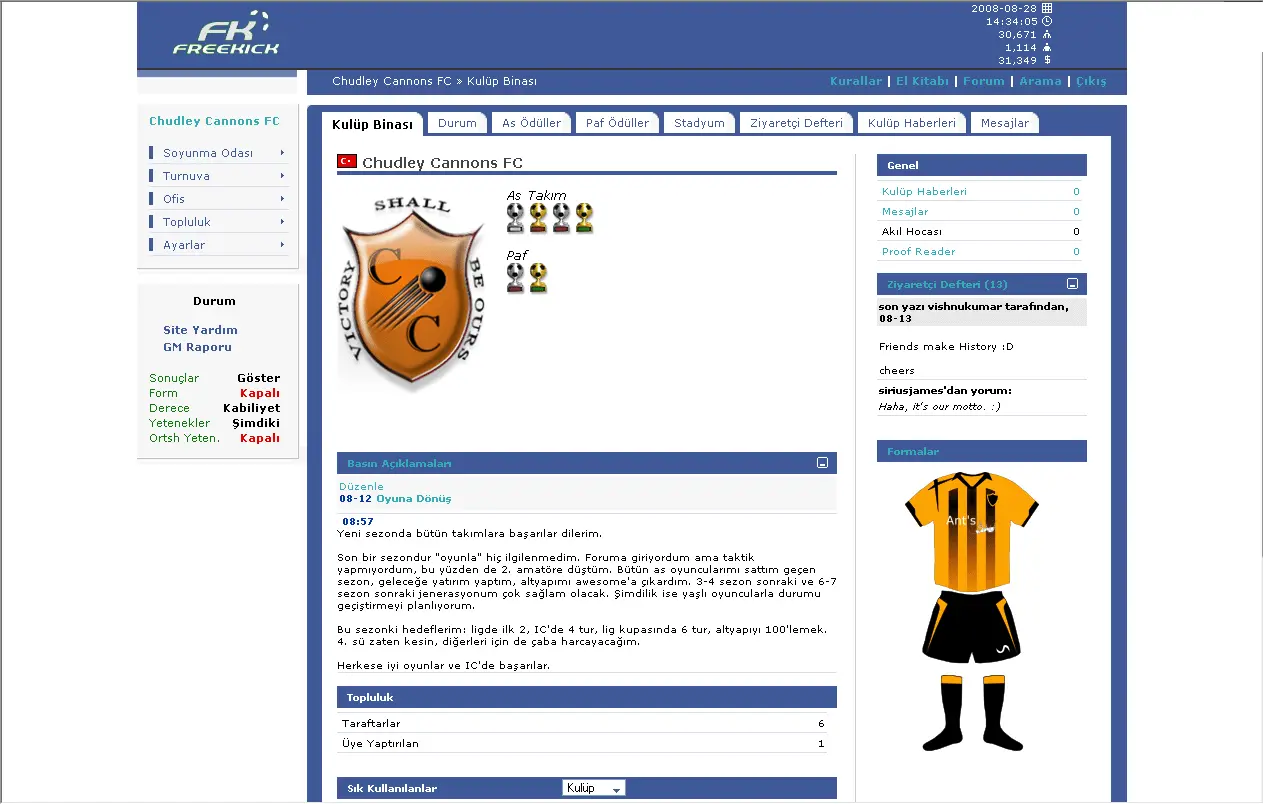 FK
FREEKICK
2008-08-28
14:34:05
30,671
1,114
31,349 $
Chudley Cannons FC » Kulüp Binası
Kurallar | El Kitabı | Forum | Arama | Çıkış
Chudley Cannons FC
Soyunma Odası
Turnuva
Ofis
Topluluk
Ayarlar
Durum
Site Yardım
GM Raporu
Sonuçlar Göster
Form Kapalı
Derece Kabiliyet
Yetenekler Şimdiki
Ortsh Yeten. Kapalı
Kulüp Binası Durum As Ödüller Paf Ödüller Stadyum Ziyaretçi Defteri Kulüp Haberleri Mesajlar
Chudley Cannons FC
SHALL
VICTORY
BE OURS
C
C
As Takım
Paf
Basın Açıklamaları
Düzenle
08-12 Oyuna Dönüş
08:57
Yeni sezonda bütün takımlara başarılar dilerim.
Son bir sezondur "oyunla" hiç ilgilenmedim. Foruma giriyordum ama taktik
yapmıyordum, bu yüzden de 2. amatöre düştüm. Bütün as oyuncularımı sattım geçen
sezon, geleceğe yatırım yaptım, altyapımı awesome'a çıkardım. 3-4 sezon sonraki ve 6-7
sezon sonraki jenerasyonum çok sağlam olacak. Şimdilik ise yaşlı oyuncularla durumu
geçiştirmeyi planlıyorum.
Bu sezonki hedeflerim: ligde ilk 2, IC'de 4 tur, lig kupasında 6 tur, altyapıyı 100'lemek.
4. sü zaten kesin, diğerleri için de çaba harcayacağım.
Herkese iyi oyunlar ve IC'de başarılar.
Topluluk
Taraftarlar 6
Üye Yaptırılan 1
Sık Kullanılanlar Kulüp
Genel
Kulüp Haberleri 0
Mesajlar 0
Akıl Hocası 0
Proof Reader 0
Ziyaretçi Defteri (13)
son yazı vishnukumar tarafından,
08-13
Friends make History :D
cheers
siriusjames'dan yorum:
Haha, it's our motto. :)
Formalar
Ant's